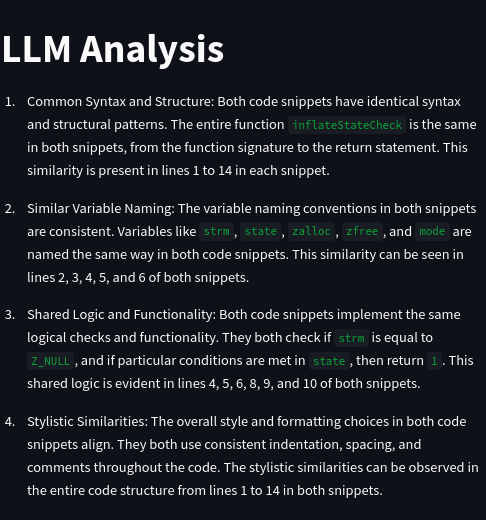 LLM Analysis
1. Common Syntax and Structure: Both code snippets have identical syntax
and structural patterns. The entire function inflateStateCheck is the same
in both snippets, from the function signature to the return statement. This
similarity is present in lines 1 to 14 in each snippet.
2. Similar Variable Naming: The variable naming conventions in both snippets
are consistent. Variables like strm, state, zalloc, zfree, and mode are
named the same way in both code snippets. This similarity can be seen in
lines 2, 3, 4, 5, and 6 of both snippets.
3. Shared Logic and Functionality: Both code snippets implement the same
logical checks and functionality. They both check if strm is equal to
Z_NULL, and if particular conditions are met in state, then return 1. This
shared logic is evident in lines 4, 5, 6, 8, 9, and 10 of both snippets.
4. Stylistic Similarities: The overall style and formatting choices in both code
snippets align. They both use consistent indentation, spacing, and
comments throughout the code. The stylistic similarities can be observed in
the entire code structure from lines 1 to 14 in both snippets.